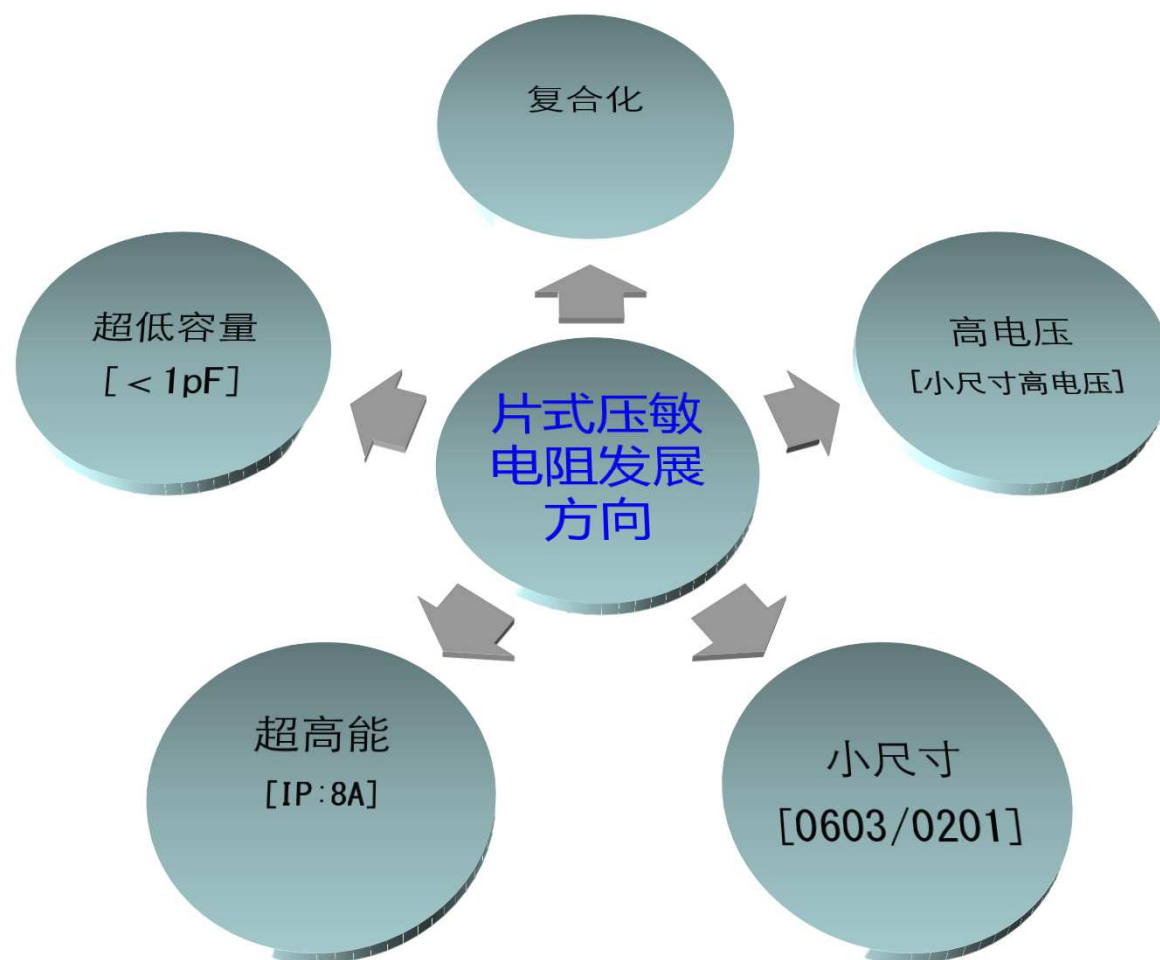 复合化
超低容量
[＜1pF]
高电压
[小尺寸高电压]
片式压敏
电阻发展
方向
超高能
[IP:8A]
小尺寸
[0603/0201]